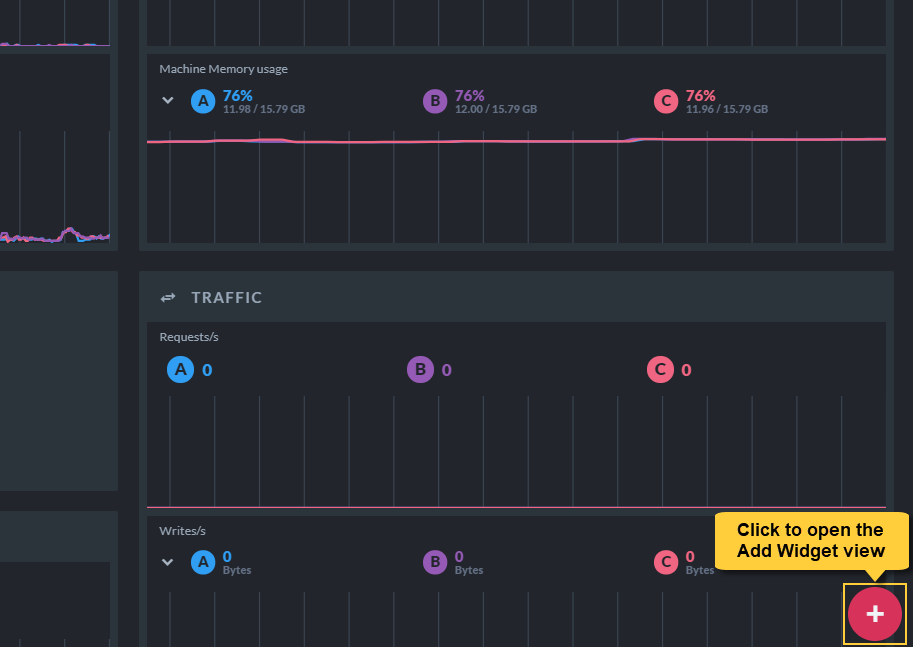 Machine Memory usage
A 76% B 76% C 76%
11.98 / 15.79 GB 12.00 / 15.79 GB 11.96 / 15.79 GB
TRAFFIC
Requests/s
A 0 B 0 C 0
Writes/s
A 0 B 0 C 0
Bytes Bytes Bytes
Click to open the
Add Widget view
+